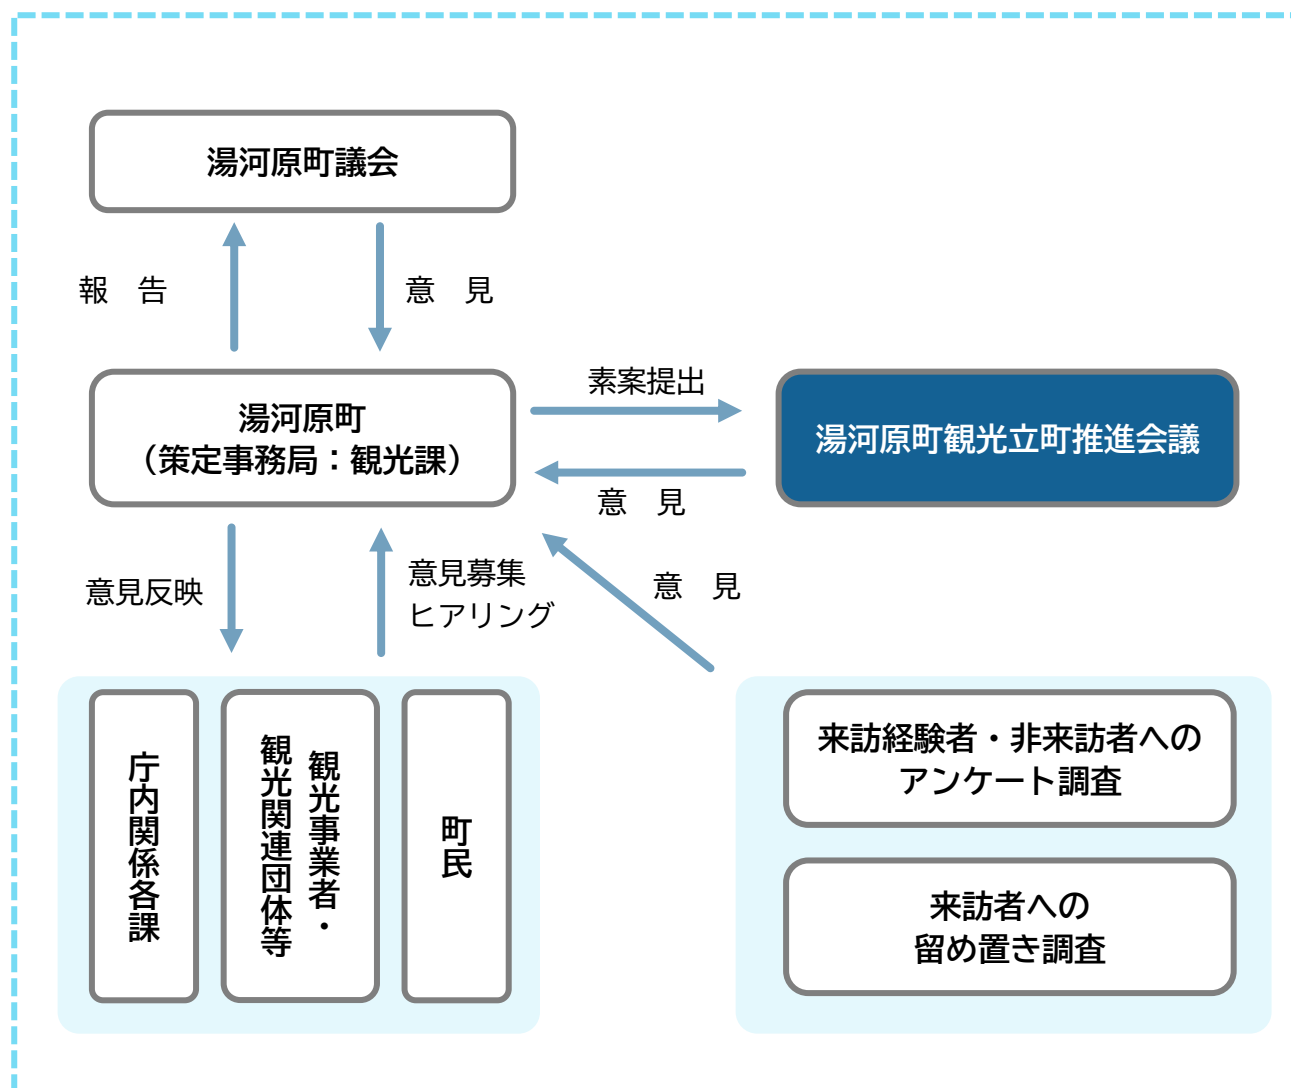 湯河原町議会
報　告
意　見
湯河原町
（策定事務局：観光課）
素案提出
湯河原町観光立町推進会議
意　見
意見反映
意見募集
ヒアリング
意　見
庁内関係各課
観光事業者・
観光関連団体等
町民
来訪経験者・非来訪者への
アンケート調査
来訪者への
留め置き調査